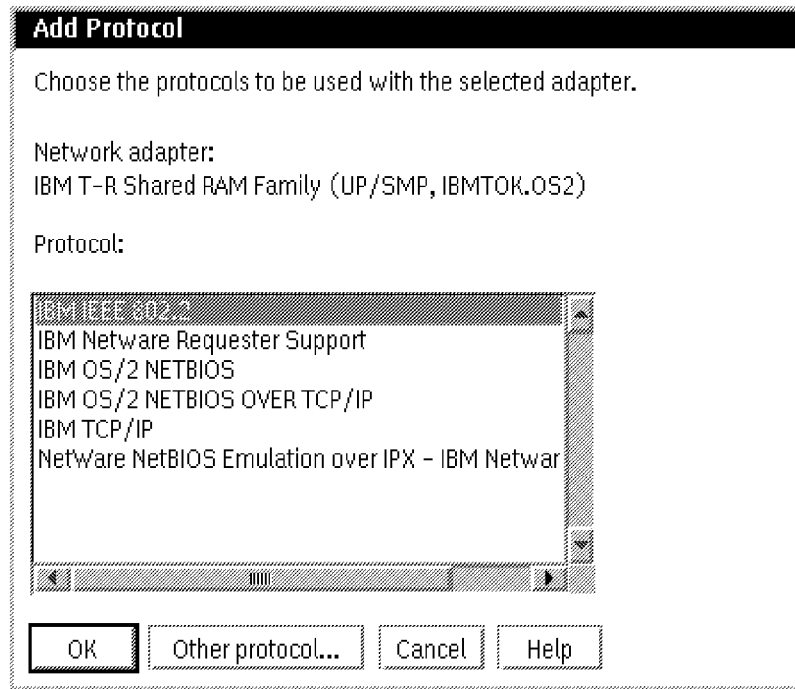 Add Protocol
Choose the protocols to be used with the selected adapter.
Network adapter:
IBM T-R Shared RAM Family (UP/SMP, IBMTOK.OS2)
Protocol:
IBM IEEE 802.2
IBM Netware Requester Support
IBM OS/2 NETBIOS
IBM OS/2 NETBIOS OVER TCP/IP
IBM TCP/IP
NetWare NetBIOS Emulation over IPX - IBM Netwar
OK Other protocol... Cancel Help